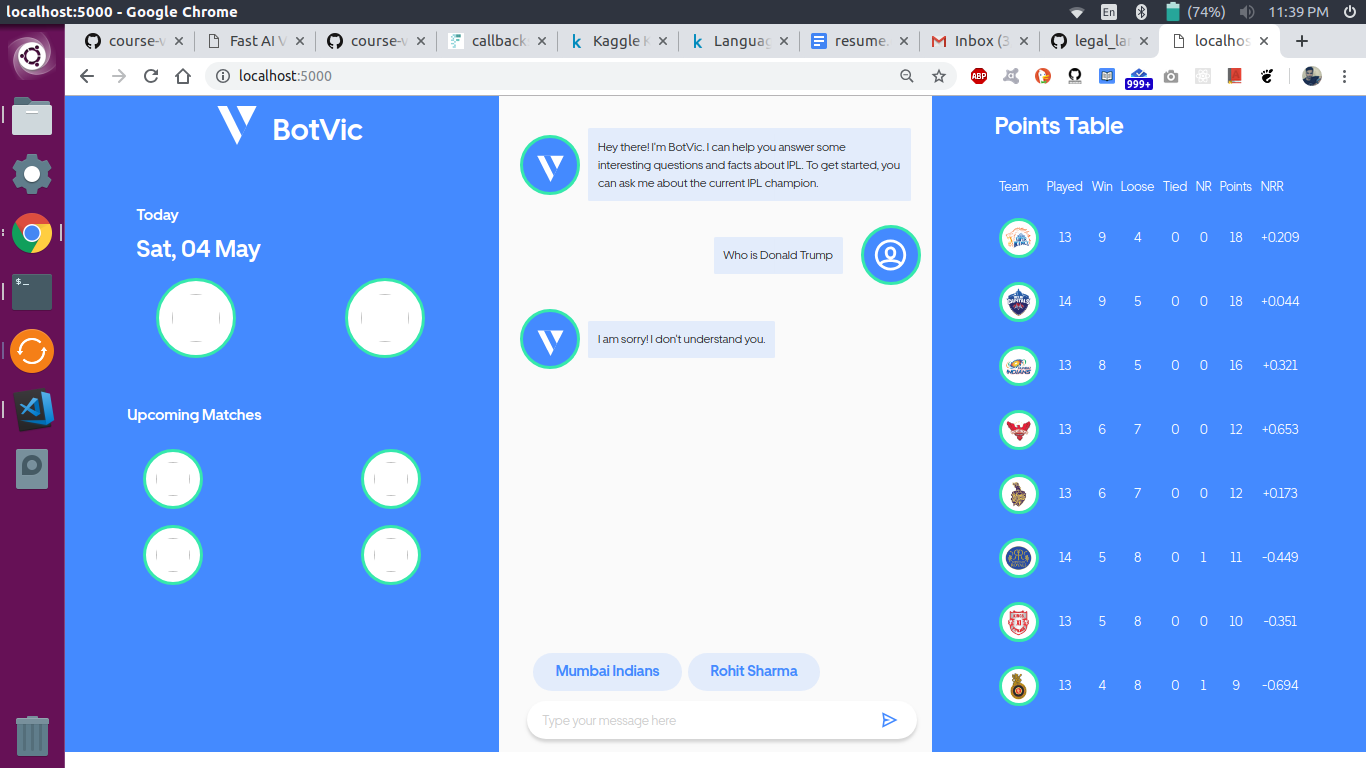 localhost:5000 - Google Chrome
En
(74%)
11:39 PM
course-v
Fast AI V
course-v
callback
Kaggle K
Langua
resume.
Inbox (3
legal_la
localhos
localhost:5000
ABP
999+
BotVic
Today
Sat, 04 May
Upcoming Matches
Hey there! I'm BotVic. I can help you answer some
interesting questions and facts about IPL. To get started, you
can ask me about the current IPL champion.
Who is Donald Trump
I am sorry! I don't understand you.
Mumbai Indians
Rohit Sharma
Type your message here
Points Table
Team Played Win Loose Tied NR Points NRR
13 9 4 0 0 18 +0.209
14 9 5 0 0 18 +0.044
13 8 5 0 0 16 +0.321
13 6 7 0 0 12 +0.653
13 6 7 0 0 12 +0.173
14 5 8 0 1 11 -0.449
13 5 8 0 0 10 -0.351
13 4 8 0 1 9 -0.694